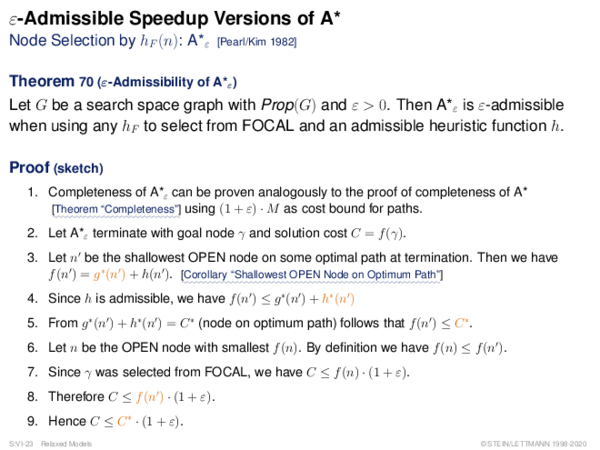 ε-Admissible Speedup Versions of A*
Node Selection by h_F(n): A*_ε [Pearl/Kim 1982]
Theorem 70 (ε-Admissibility of A*_ε)
Let G be a search space graph with Prop(G) and ε > 0. Then A*_ε is ε-admissible
when using any h_F to select from FOCAL and an admissible heuristic function h.
Proof (sketch)
1. Completeness of A*_ε can be proven analogously to the proof of completeness of A*
[Theorem "Completeness"] using (1 + ε) · M as cost bound for paths.
2. Let A*_ε terminate with goal node γ and solution cost C = f(γ).
3. Let n′ be the shallowest OPEN node on some optimal path at termination. Then we have
f(n′) = g*(n′) + h(n′). [Corollary "Shallowest OPEN Node on Optimum Path"]
4. Since h is admissible, we have f(n′) ≤ g*(n′) + h*(n′)
5. From g*(n′) + h*(n′) = C* (node on optimum path) follows that f(n′) ≤ C*.
6. Let n be the OPEN node with smallest f(n). By definition we have f(n) ≤ f(n′).
7. Since γ was selected from FOCAL, we have C ≤ f(n) · (1 + ε).
8. Therefore C ≤ f(n′) · (1 + ε).
9. Hence C ≤ C* · (1 + ε).
S:VI-23 Relaxed Models ©STEIN/LETTMANN 1998-2020